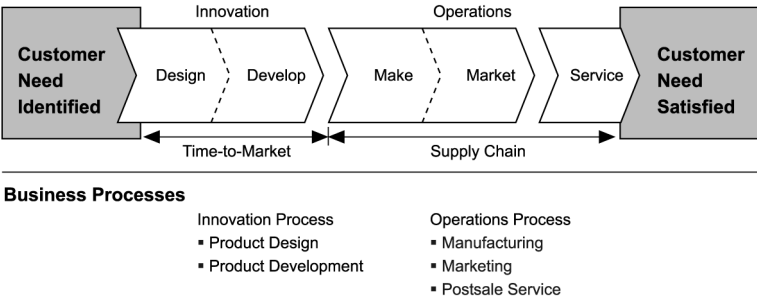 Innovation
Operations
Customer
Need
Identified
Design
Develop
Make
Market
Service
Customer
Need
Satisfied
Time-to-Market
Supply Chain
Business Processes
Innovation Process
▪ Product Design
▪ Product Development
Operations Process
▪ Manufacturing
▪ Marketing
▪ Postsale Service